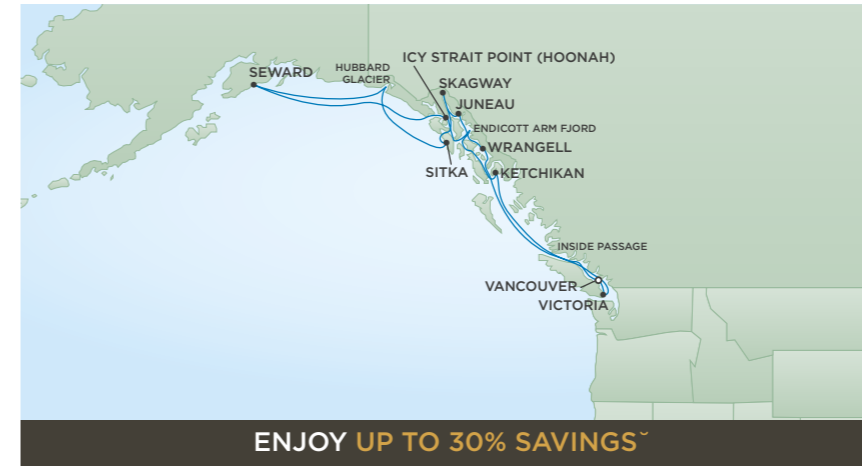 ICY STRAIT POINT (HOONAH)
HUBBARD
GLACIER
SEWARD
SKAGWAY
JUNEAU
ENDICOTT ARM FJORD
WRANGELL
SITKA
KETCHIKAN
INSIDE PASSAGE
VANCOUVER
VICTORIA
ENJOY UP TO 30% SAVINGS˘